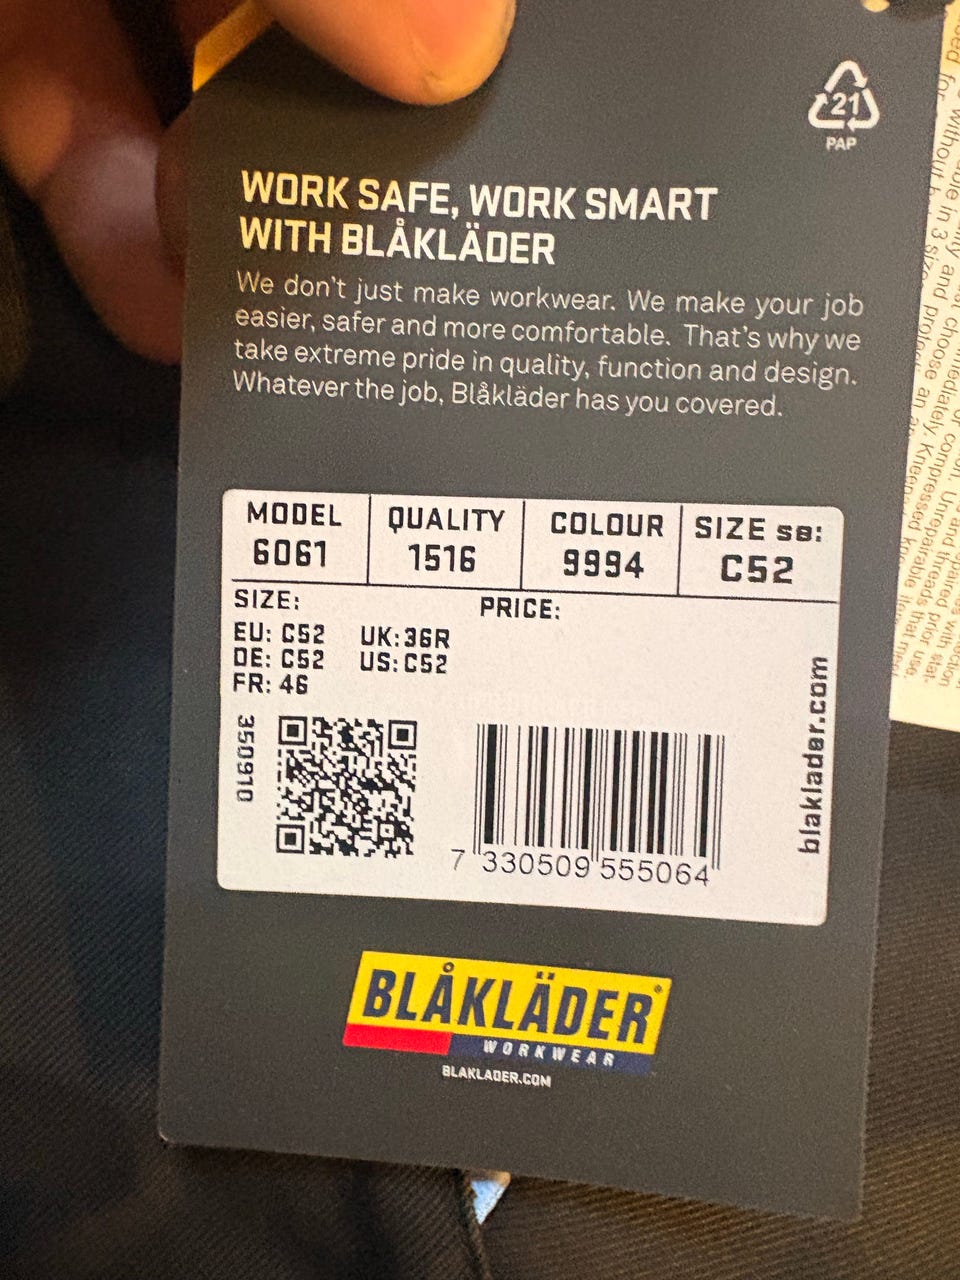 21
PAP
WORK SAFE, WORK SMART
WITH BLÅKLÄDER
We don't just make workwear. We make your job
easier, safer and more comfortable. That's why we
take extreme pride in quality, function and design.
Whatever the job, Blåkläder has you covered.
MODEL QUALITY COLOUR SIZE SB:
6061 1516 9994 C52
SIZE: PRICE:
EU: C52 UK:36R
DE: C52 US:C52
FR: 46
350910
7 330509 555064
blaklader.com
BLÅKLÄDER®
WORKWEAR
BLAKLADER.COM